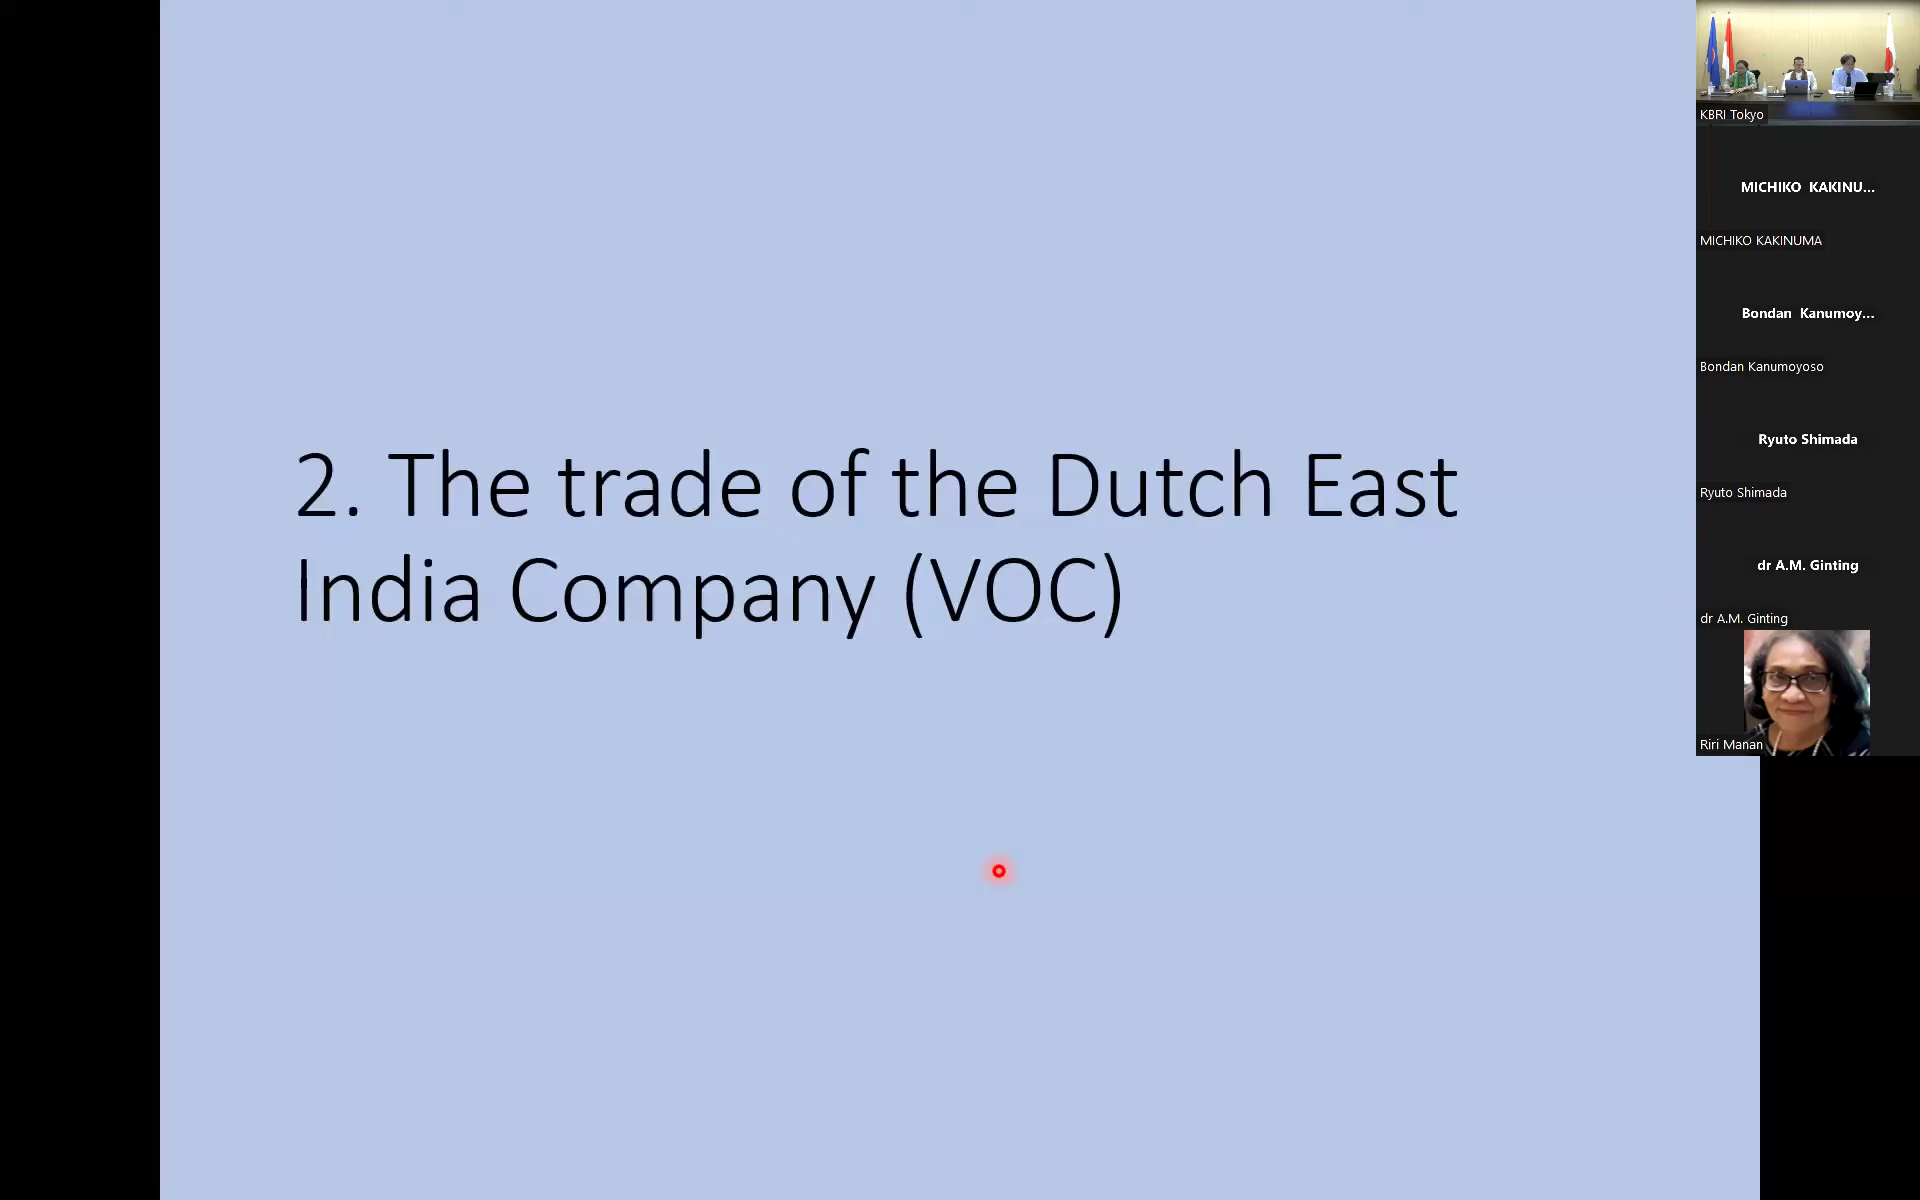 2. The trade of the Dutch East
India Company (VOC)
KBRI Tokyo
MICHIKO KAKINU...
MICHIKO KAKINUMA
Bondan Kanumoy...
Bondan Kanumoyoso
Ryuto Shimada
Ryuto Shimada
dr A.M. Ginting
dr A.M. Ginting
Riri Manan